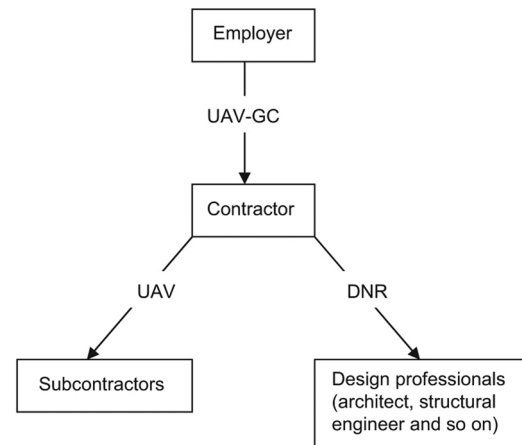 Employer
UAV-GC
Contractor
UAV
DNR
Subcontractors
Design professionals
(architect, structural
engineer and so on)